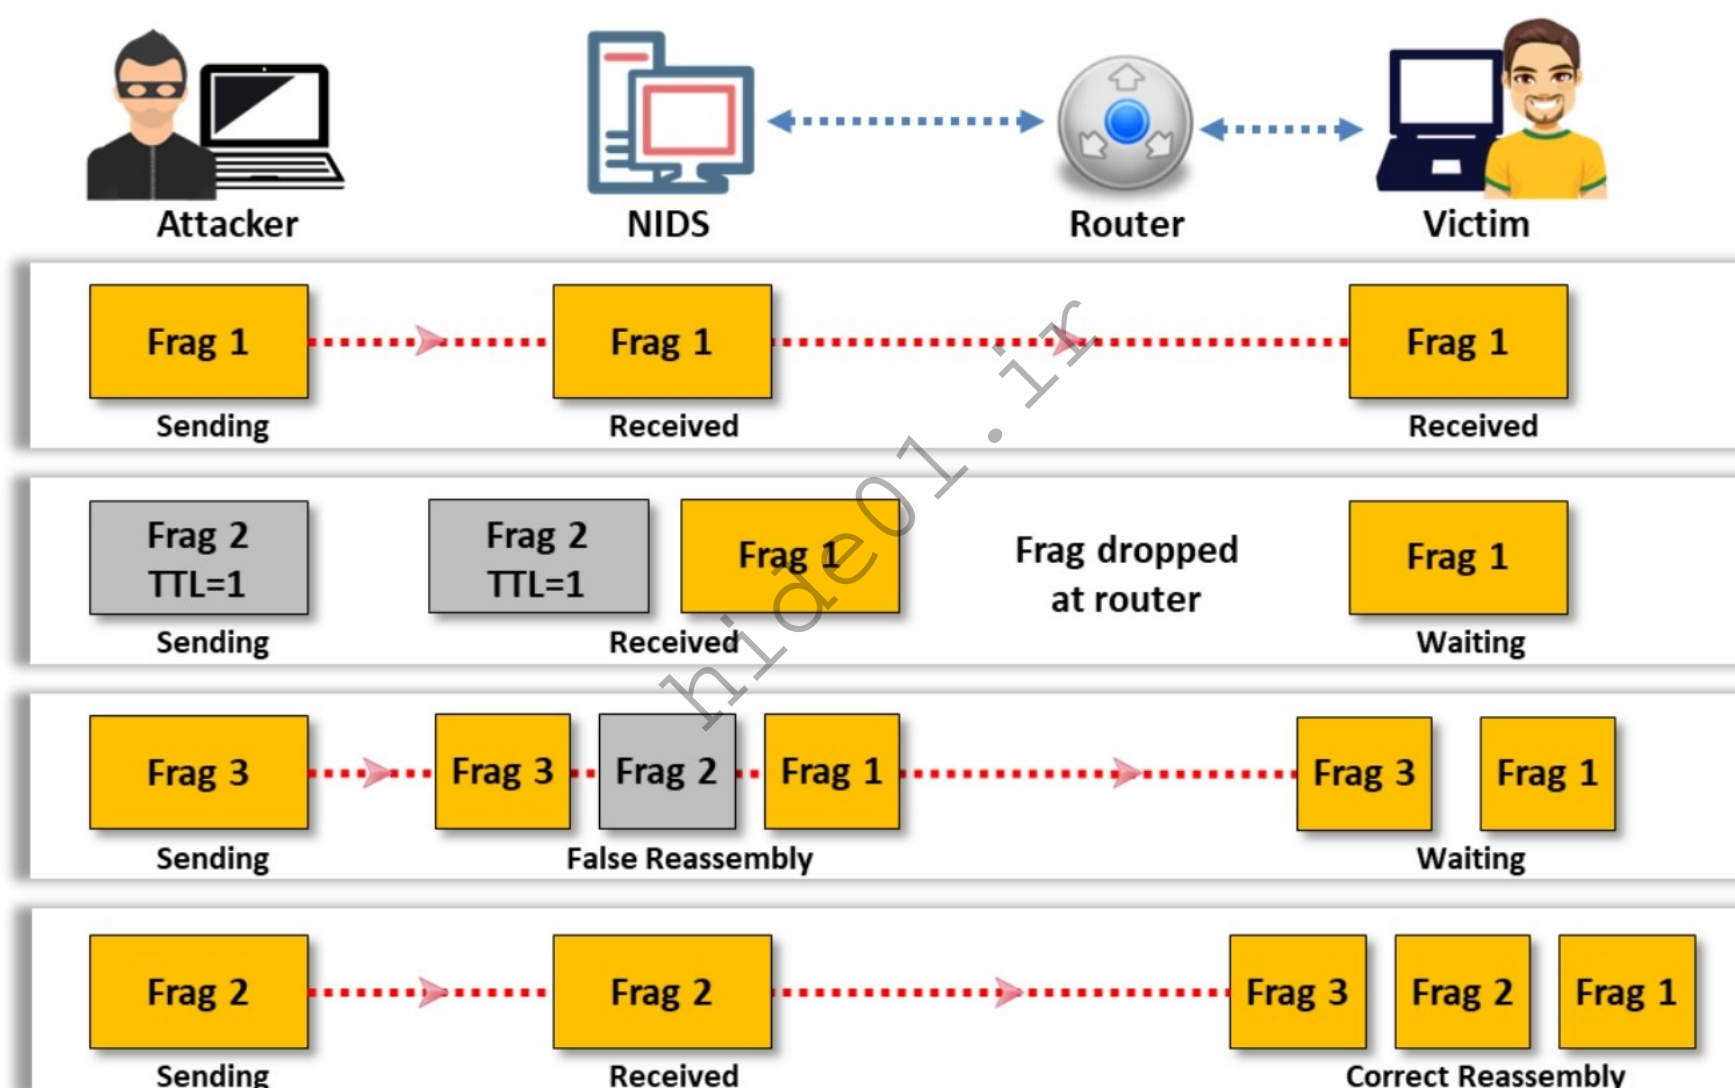 Attacker
NIDS
Router
Victim
Frag 1
Frag 1
Frag 1
Sending
Received
Received
Frag 2
TTL=1
Frag 2
TTL=1
Frag 1
Frag dropped
at router
Frag 1
Sending
Received
Waiting
Frag 3
Frag 3
Frag 2
Frag 1
Frag 3
Frag 1
Sending
False Reassembly
Waiting
Frag 2
Frag 2
Frag 3
Frag 2
Frag 1
Sending
Received
Correct Reassembly
hide01.ir